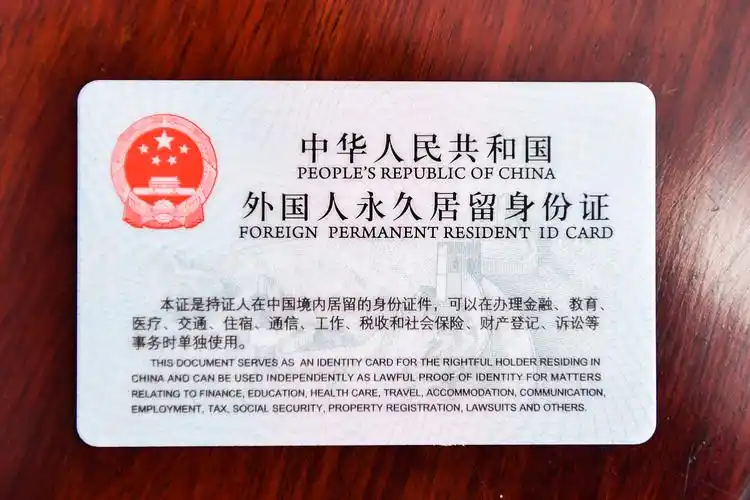 中华人民共和国
PEOPLE'S REPUBLIC OF CHINA
外国人永久居留身份证
FOREIGN PERMANENT RESIDENT ID CARD
本证是持证人在中国境内居留的身份证件，可以在办理金融、教育、
医疗、交通、住宿、通信、工作、税收和社会保险、财产登记、诉讼等
事务时单独使用。
THIS DOCUMENT SERVES AS AN IDENTITY CARD FOR THE RIGHTFUL HOLDER RESIDING IN
CHINA AND CAN BE USED INDEPENDENTLY AS LAWFUL PROOF OF IDENTITY FOR MATTERS
RELATING TO FINANCE, EDUCATION, HEALTH CARE, TRAVEL, ACCOMMODATION, COMMUNICATION,
EMPLOYMENT, TAX, SOCIAL SECURITY, PROPERTY REGISTRATION, LAWSUITS AND OTHERS.